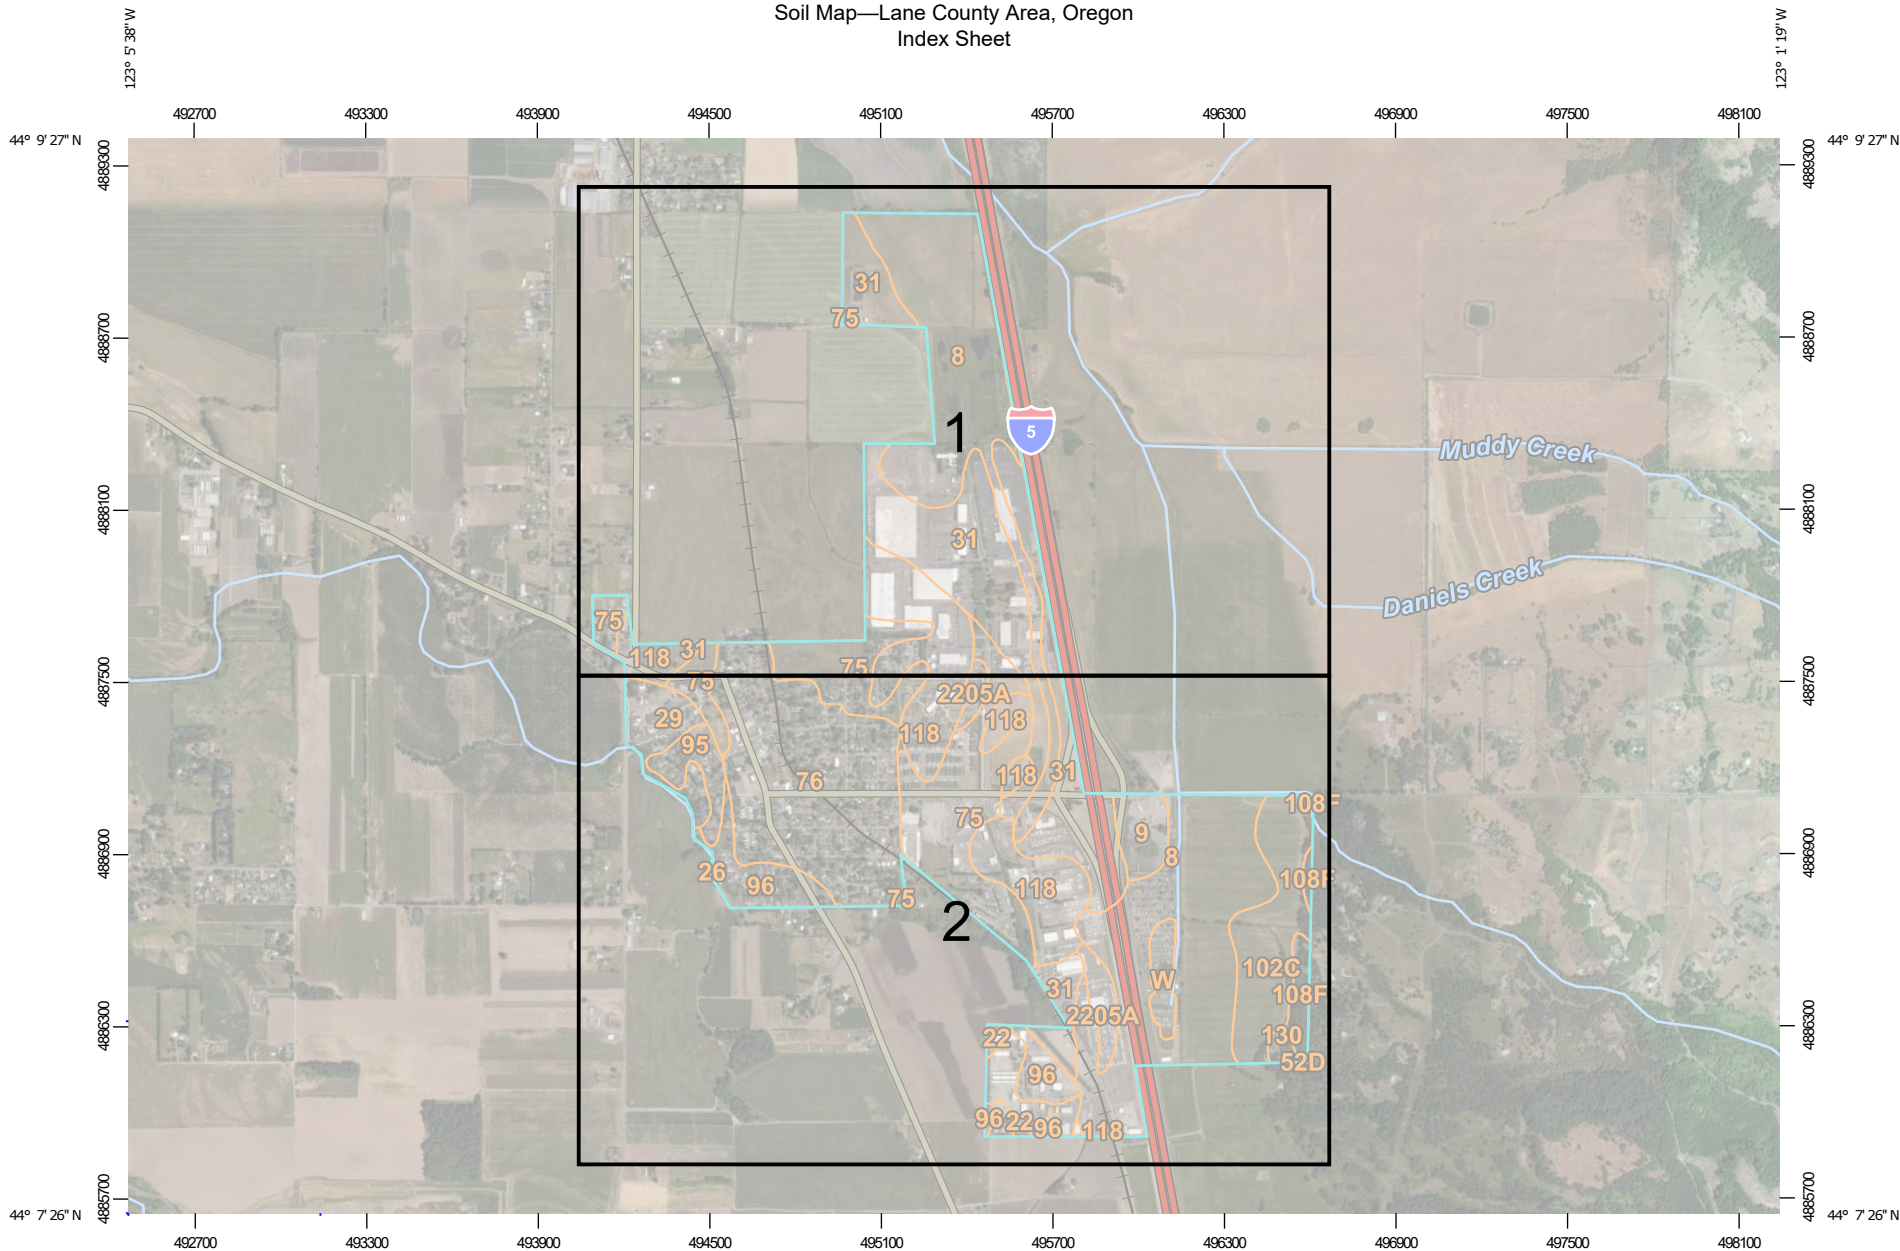 Soil Map—Lane County Area, Oregon
Index Sheet
123° 5' 38" W
123° 1' 19" W
492700 493300 493900 494500 495100 495700 496300 496900 497500 498100
44° 9' 27" N
44° 9' 27" N
4889300
4889300
31
75
4888700
4888700
8
1
5
Muddy Creek
4888100
4888100
31
Daniels Creek
75
31
118
75
75
4887500
4887500
2205A
29
118
118
95
118
31
76
108F
75
9
8
4886900
4886900
26
96
108F
118
75
2
102C
W
31
108F
2205A
4886300
4886300
22
130
52D
96
96
22
96
118
4885700
4885700
44° 7' 26" N
44° 7' 26" N
492700 493300 493900 494500 495100 495700 496300 496900 497500 498100